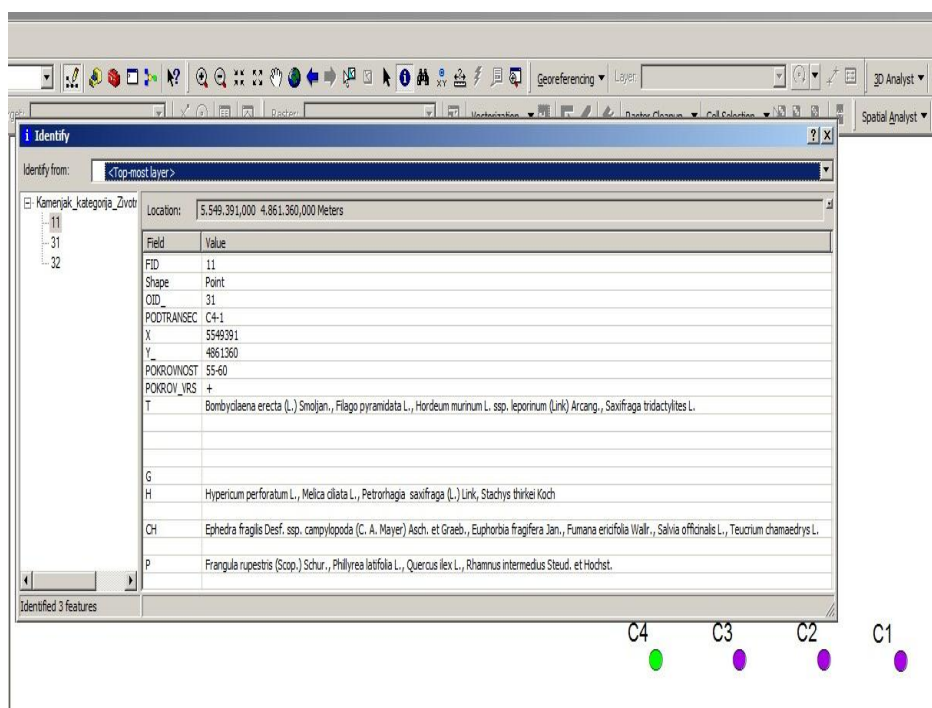 Georeferencing Layer: 3D Analyst
Raster: Spatial Analyst
Identify
Identify from: <Top-most layer>
Kamenjak_kategorija_Zivotr
11
31
32
Location: 5.549.391,000 4.861.360,000 Meters
Field Value
FID 11
Shape Point
OID_ 31
PODTRANSEC C4-1
X 5549391
Y_ 4861360
POKROVNOST 55-60
POKROV_VRS +
T Bombycilaena erecta (L.) Smoljan., Filago pyramidata L., Hordeum murinum L. ssp. leporinum (Link) Arcang., Saxifraga tridactylites L.
G
H Hypericum perforatum L., Melica ciliata L., Petrorhagia saxifraga (L.) Link, Stachys thirkei Koch
CH Ephedra fragilis Desf. ssp. campylopoda (C. A. Mayer) Asch. et Graeb., Euphorbia fragifera Jan., Fumana ericifolia Wallr., Salvia officinalis L., Teucrium chamaedrys L.
P Frangula rupestris (Scop.) Schur., Phillyrea latifolia L., Quercus ilex L., Rhamnus intermedius Steud. et Hochst.
Identified 3 features
C4 C3 C2 C1